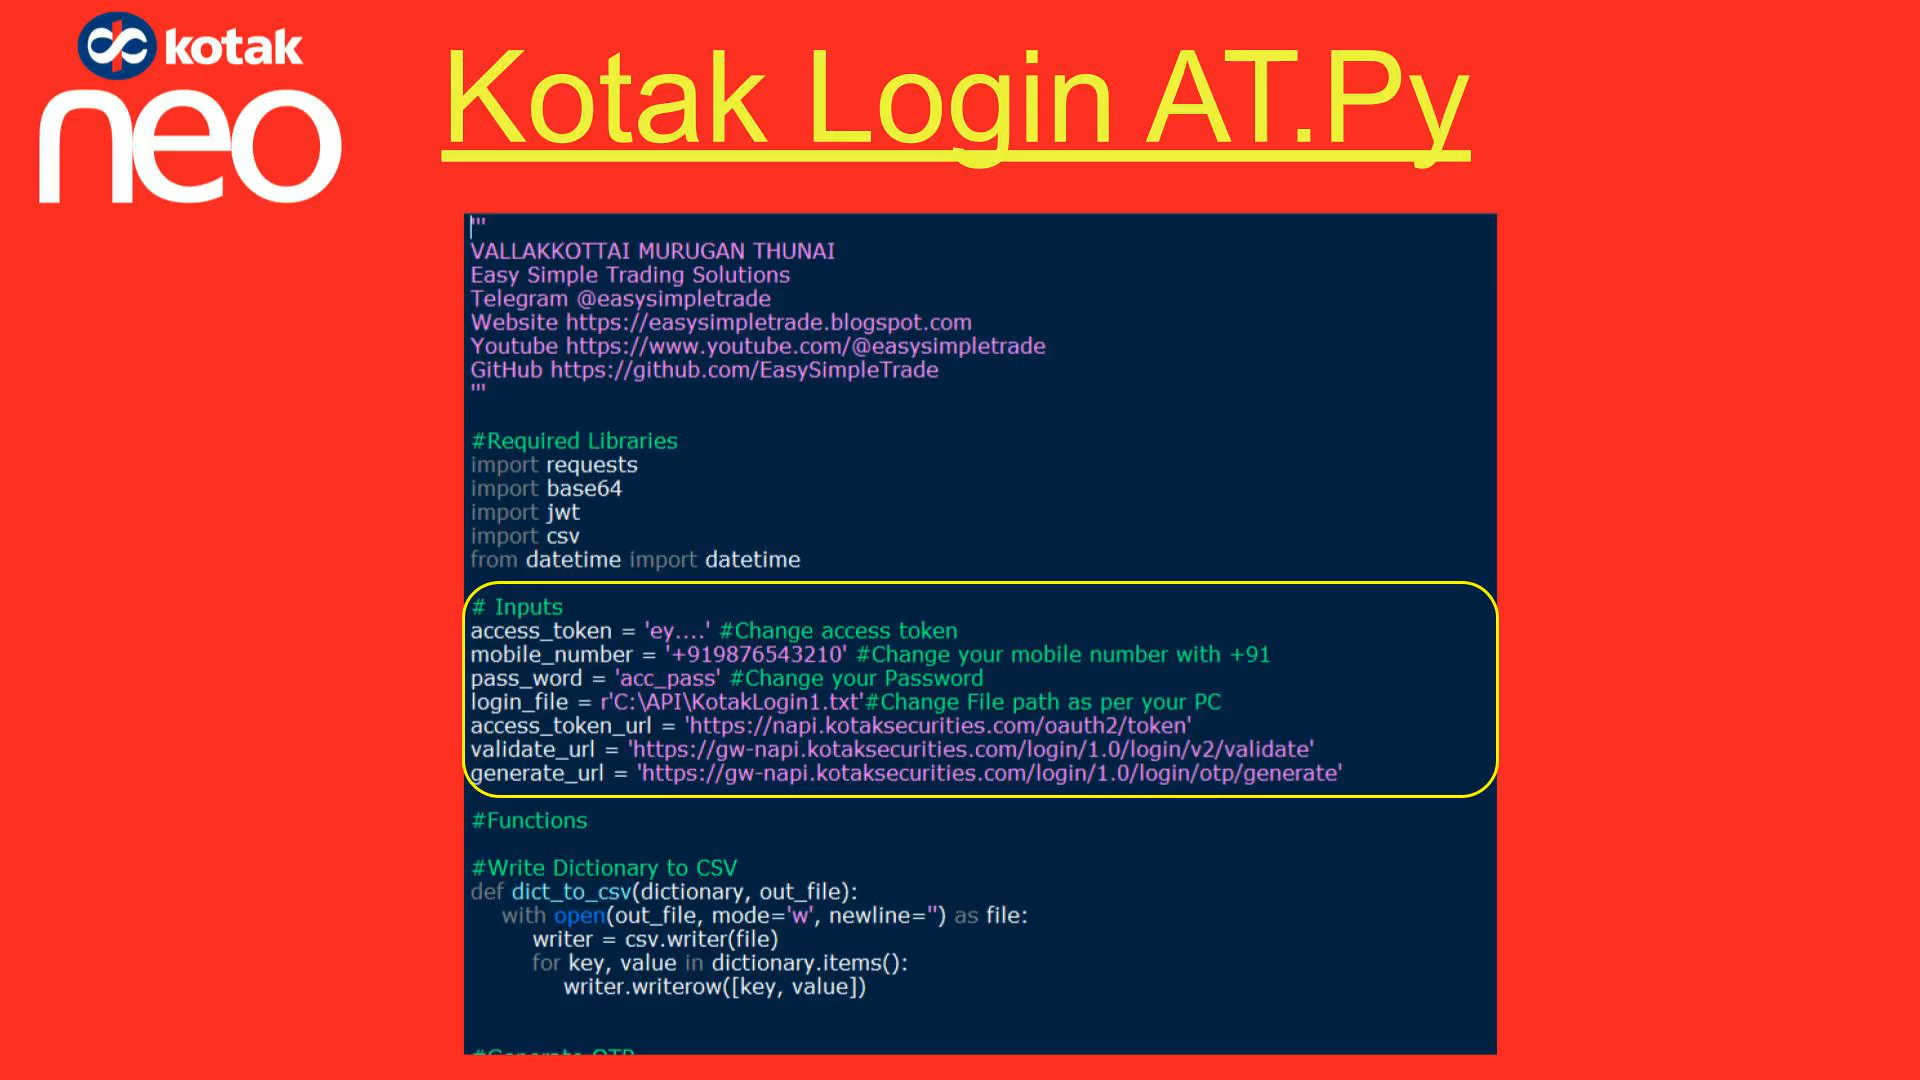 kotak
neo
Kotak Login AT.Py
'''
VALLAKKOTTAI MURUGAN THUNAI
Easy Simple Trading Solutions
Telegram @easysimpletrade
Website https://easysimpletrade.blogspot.com
Youtube https://www.youtube.com/@easysimpletrade
GitHub https://github.com/EasySimpleTrade
'''
#Required Libraries
import requests
import base64
import jwt
import csv
from datetime import datetime
# Inputs
access_token = 'ey....' #Change access token
mobile_number = '+919876543210' #Change your mobile number with +91
pass_word = 'acc_pass' #Change your Password
login_file = r'C:\API\KotakLogin1.txt'#Change File path as per your PC
access_token_url = 'https://napi.kotaksecurities.com/oauth2/token'
validate_url = 'https://gw-napi.kotaksecurities.com/login/1.0/login/v2/validate'
generate_url = 'https://gw-napi.kotaksecurities.com/login/1.0/login/otp/generate'
#Functions
#Write Dictionary to CSV
def dict_to_csv(dictionary, out_file):
    with open(out_file, mode='w', newline='') as file:
        writer = csv.writer(file)
        for key, value in dictionary.items():
            writer.writerow([key, value])
#Generate OTP